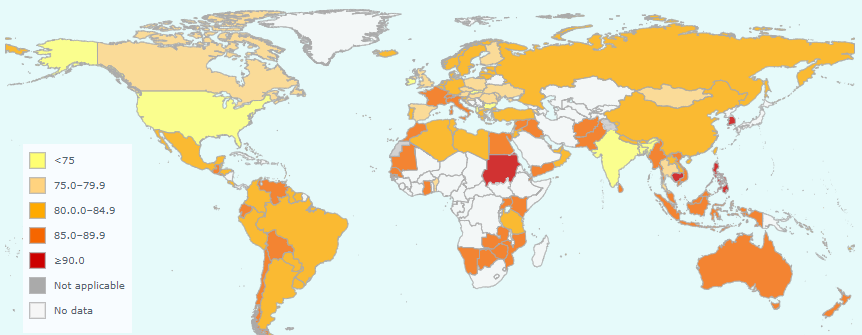 <75
75.0–79.9
80.0.0–84.9
85.0–89.9
≥90.0
Not applicable
No data